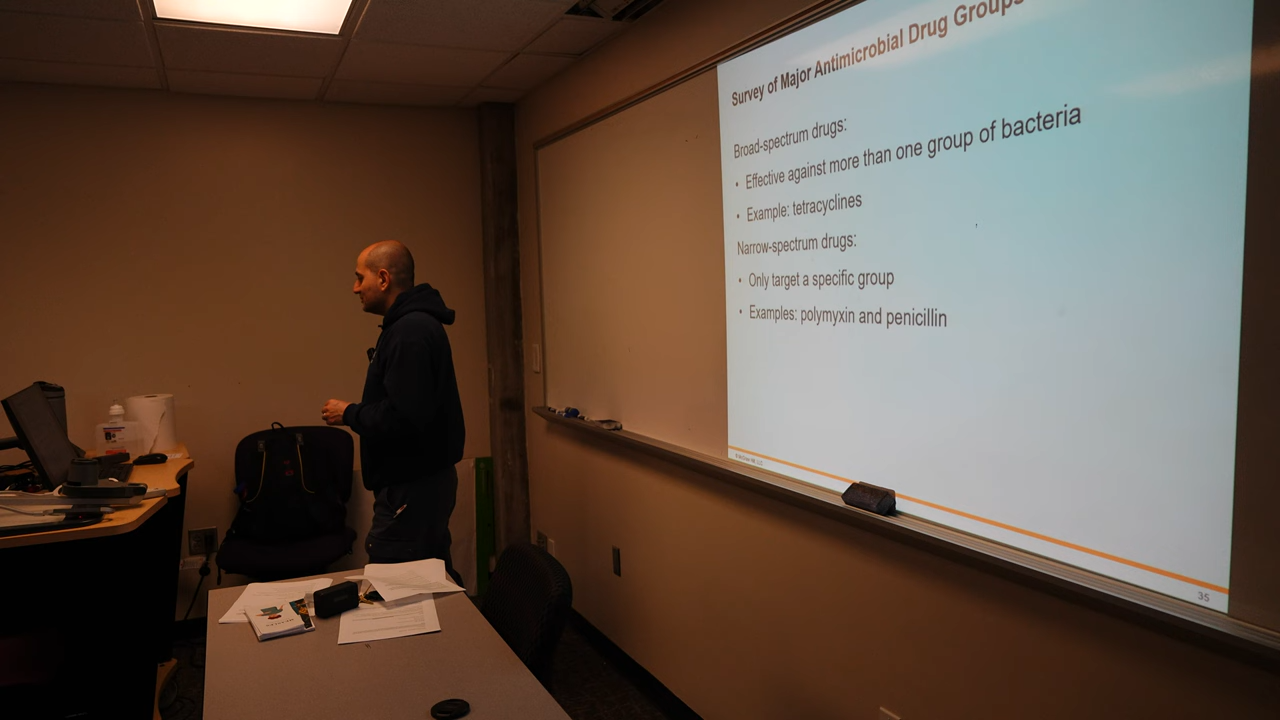 Survey of Major Antimicrobial Drug Groups
Broad-spectrum drugs:
• Effective against more than one group of bacteria
• Example: tetracyclines
Narrow-spectrum drugs:
• Only target a specific group
• Examples: polymyxin and penicillin
35